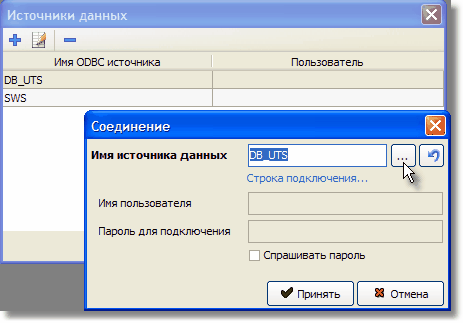 Источники данных
Имя ODBC источника Пользователь
DB_UTS
SWS
Соединение
Имя источника данных DB_UTS ...
Строка подключения...
Имя пользователя
Пароль для подключения
Спрашивать пароль
Принять Отмена